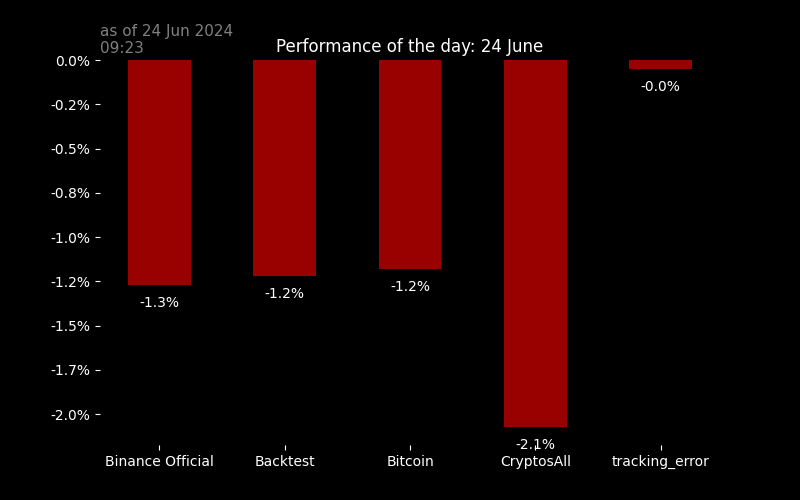 as of 24 Jun 2024
09:23
Performance of the day: 24 June
0.0%
-0.2%
-0.5%
-0.8%
-1.0%
-1.2%
-1.5%
-1.7%
-2.0%
-1.3%
-1.2%
-1.2%
-2.1%
-0.0%
Binance Official
Backtest
Bitcoin
CryptosAll
tracking_error